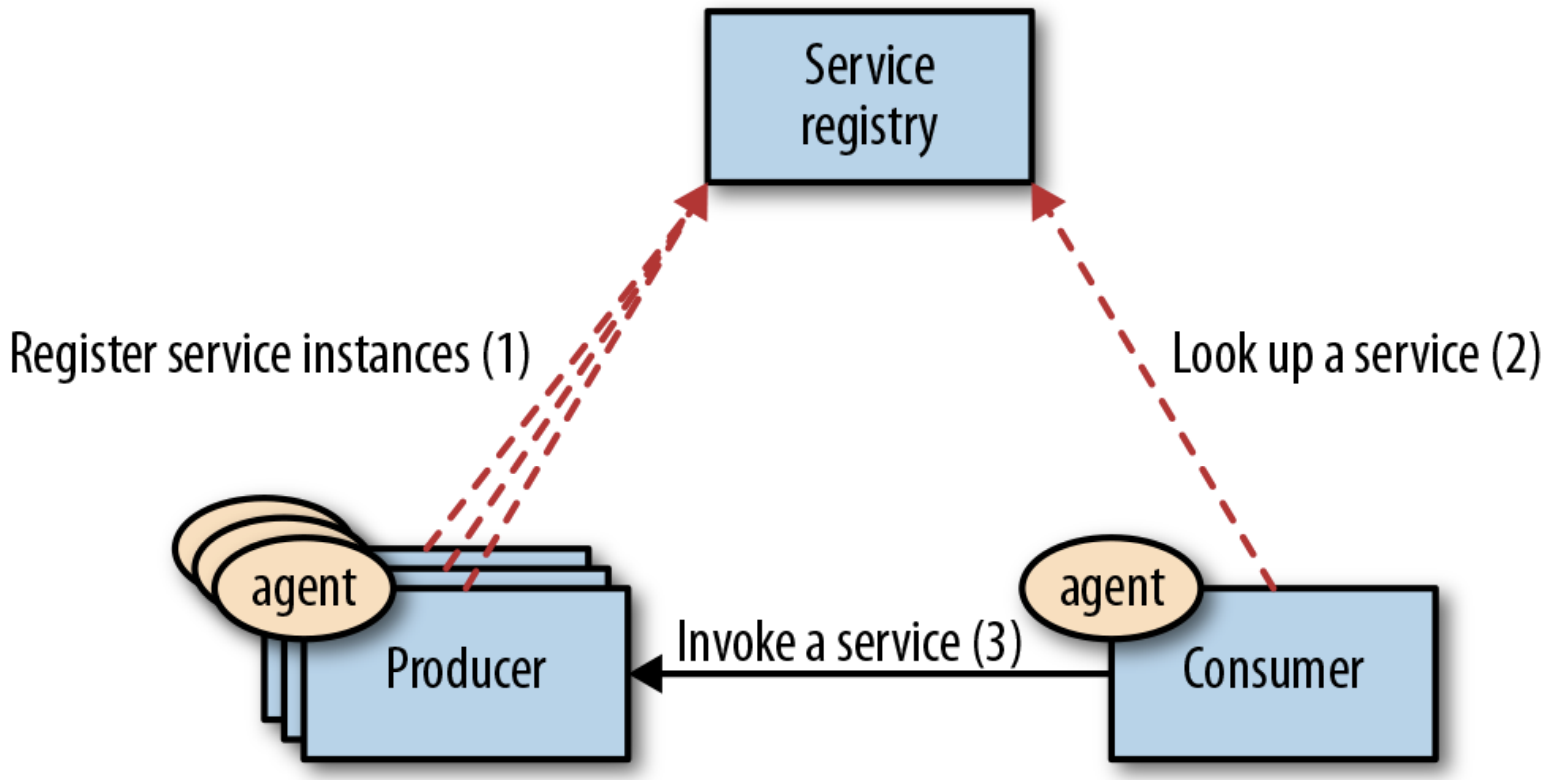 Service
registry
Register service instances (1)
Look up a service (2)
agent
agent
Invoke a service (3)
Producer
Consumer